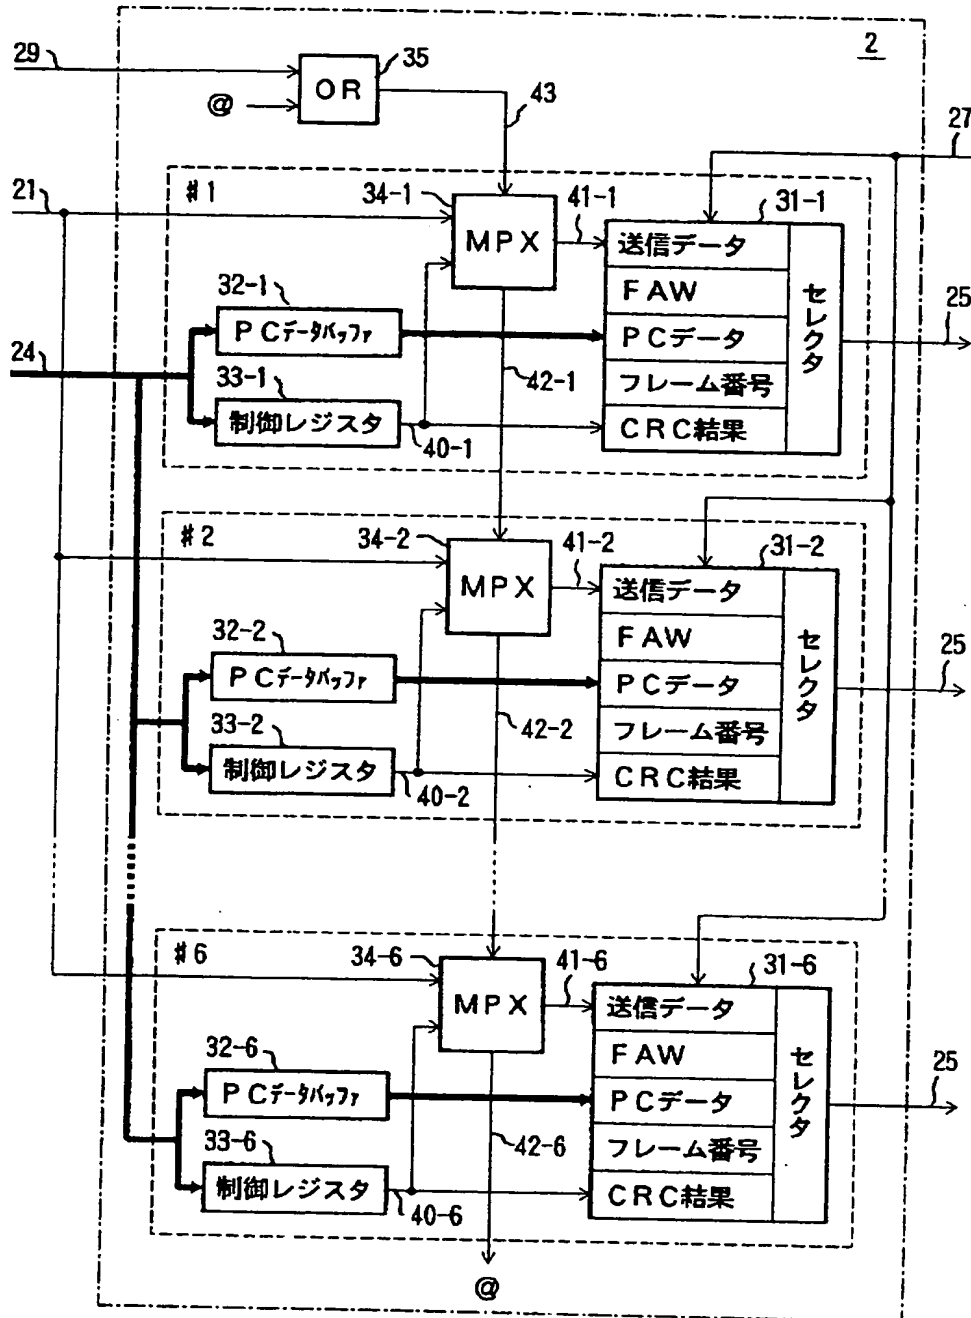 2
29
35
OR
@
43
27
21
#1
34-1
MPX
41-1
31-1
送信データ
FAW
PCデータ
フレーム番号
CRC結果
セレクタ
25
32-1
PCデータバッファ
24
33-1
制御レジスタ
40-1
42-1
#2
34-2
MPX
41-2
31-2
送信データ
FAW
PCデータ
フレーム番号
CRC結果
セレクタ
25
32-2
PCデータバッファ
33-2
制御レジスタ
40-2
42-2
#6
34-6
MPX
41-6
31-6
送信データ
FAW
PCデータ
フレーム番号
CRC結果
セレクタ
25
32-6
PCデータバッファ
33-6
制御レジスタ
40-6
42-6
@